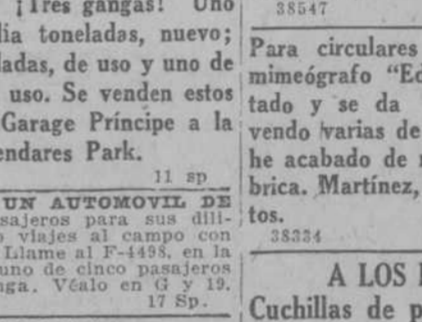 ¡Tres gangas! Uno
dia toneladas, nuevo;
ladas, de uso y uno de
uso. Se venden estos
Garage Príncipe a la
endares Park.
11 sp
UN AUTOMOVIL DE
sajeros para sus dili-
o viajes al campo con
Llame al F-4498, en la
uno de cinco pasajeros
nga. Véalo en G y 19.
17 Sp.
38547
Para circulares
mimeógrafo "Ed
tado y se da
vendo varias de
he acabado de
brica. Martínez,
tos.
38334
A LOS
Cuchillas de p